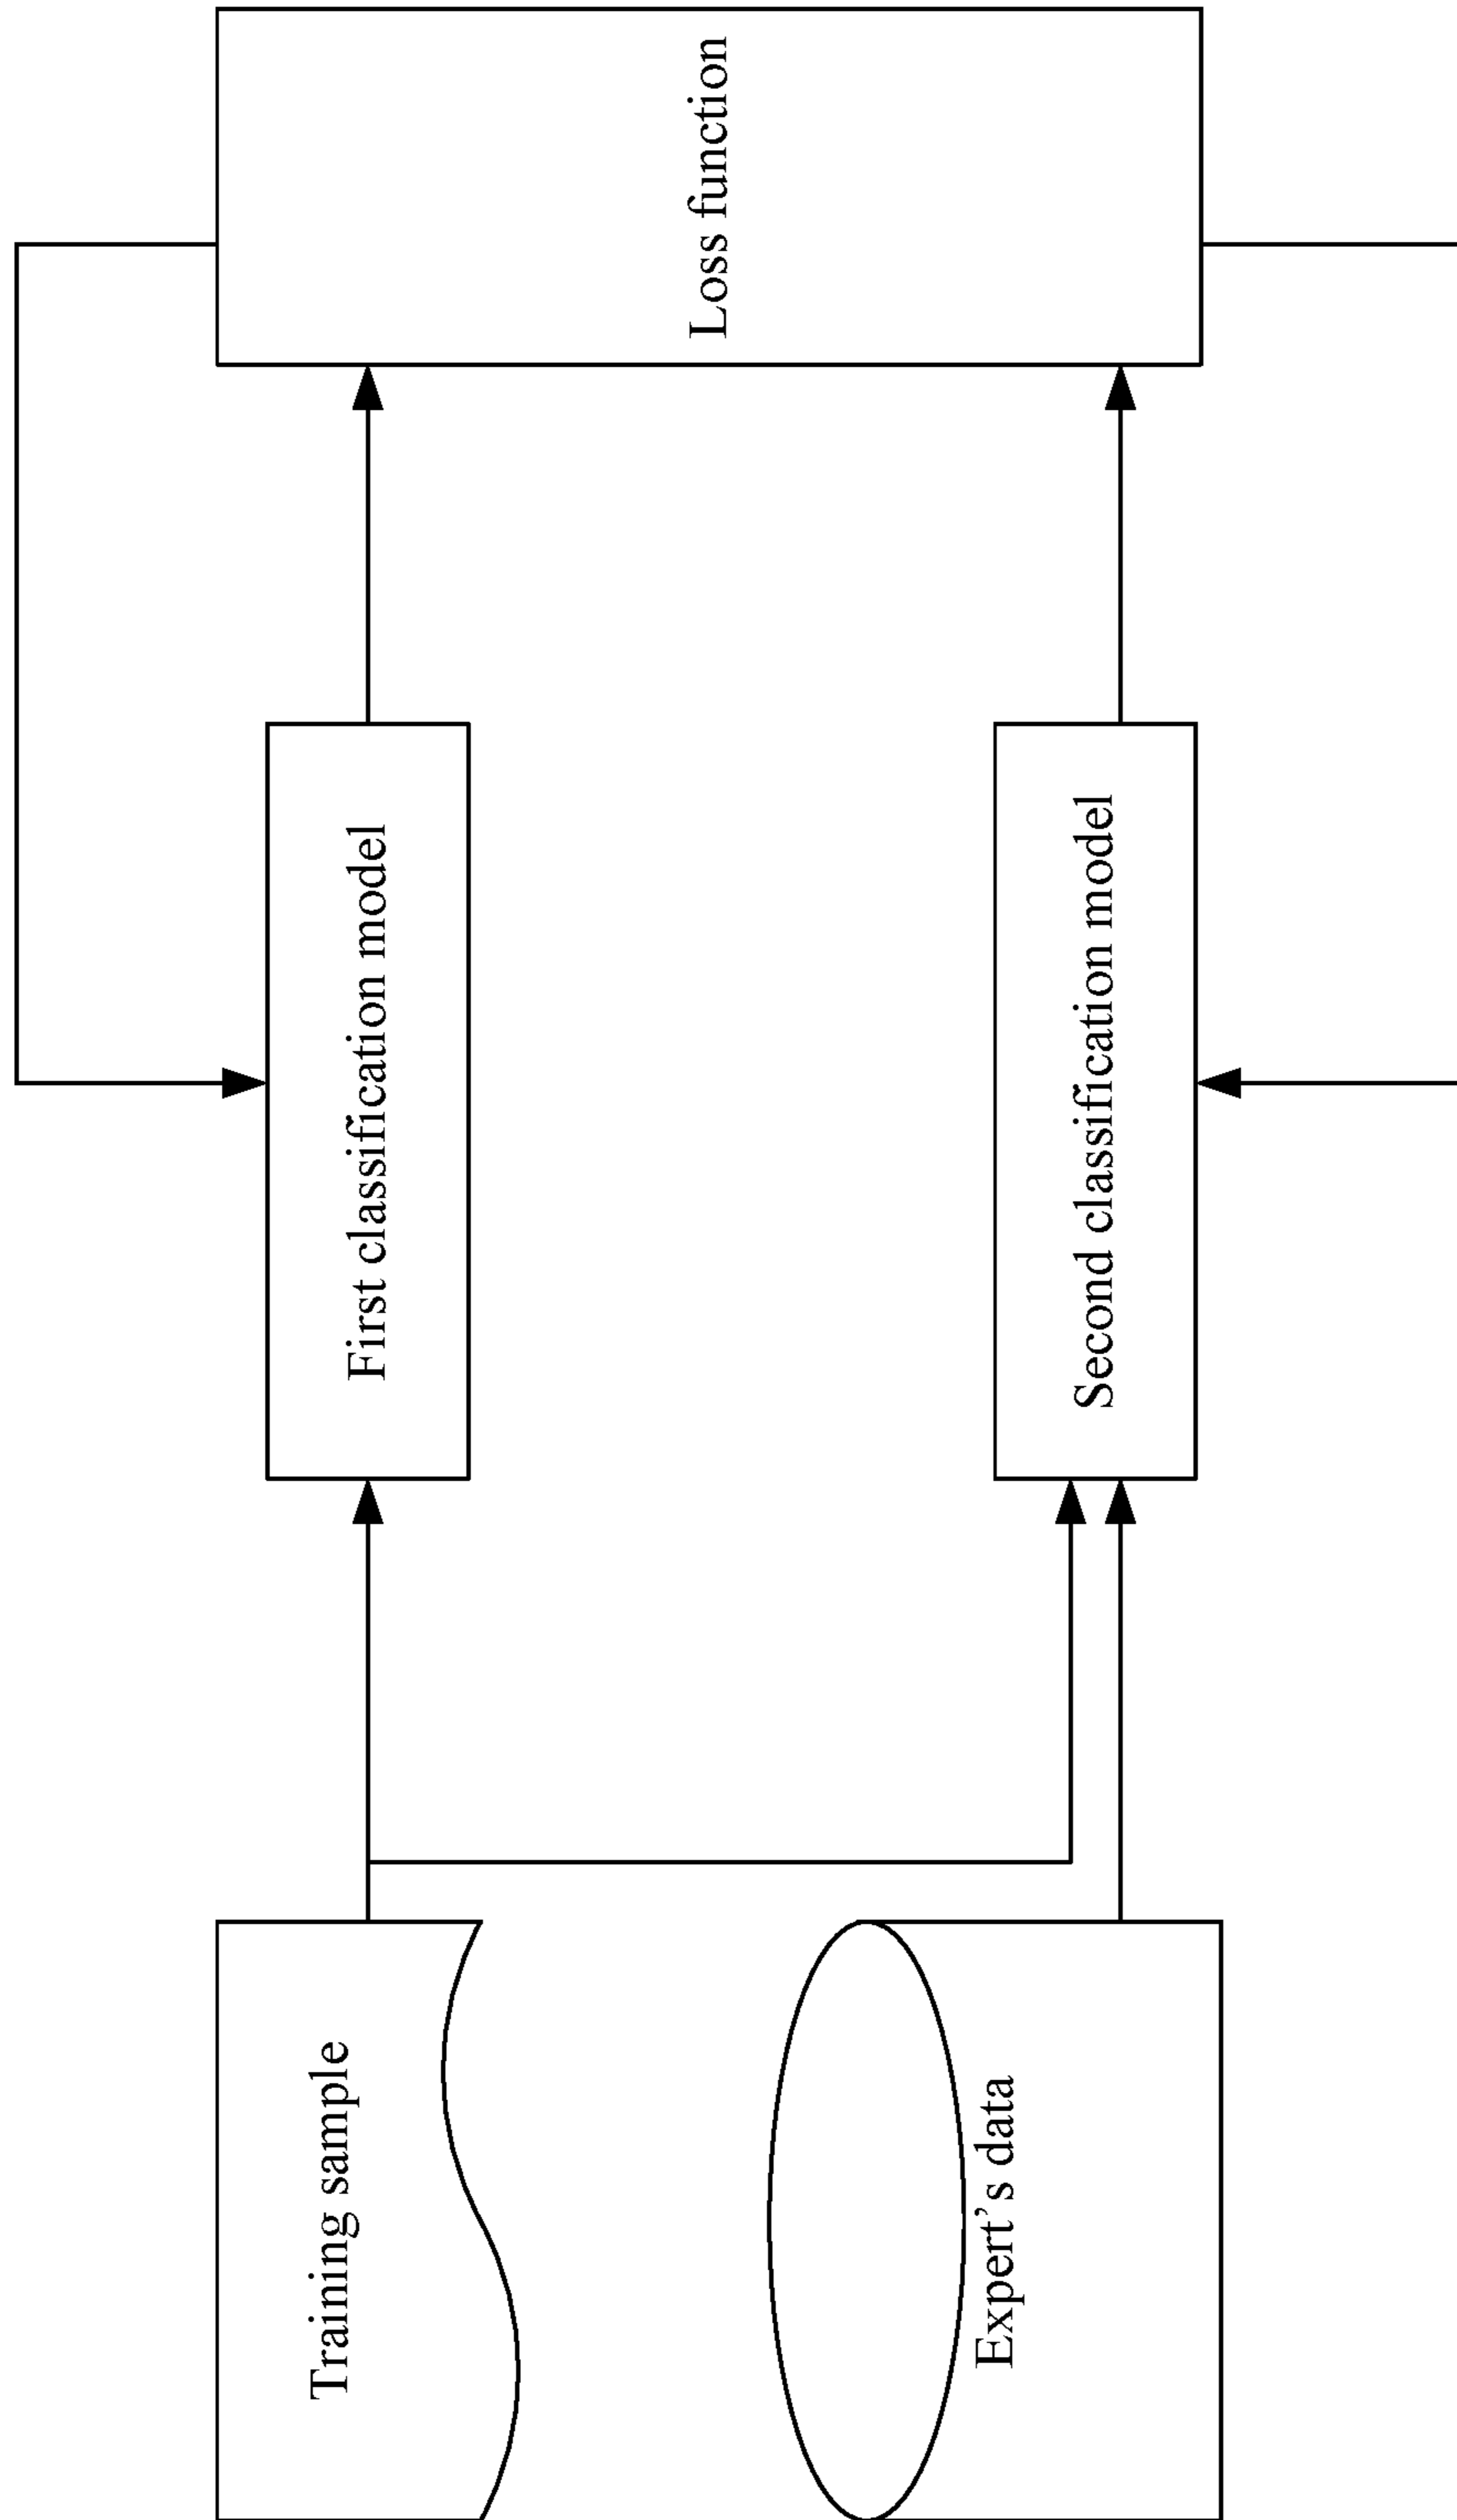 Training sample
First classification model
Loss function
Expert’s data
Second classification model